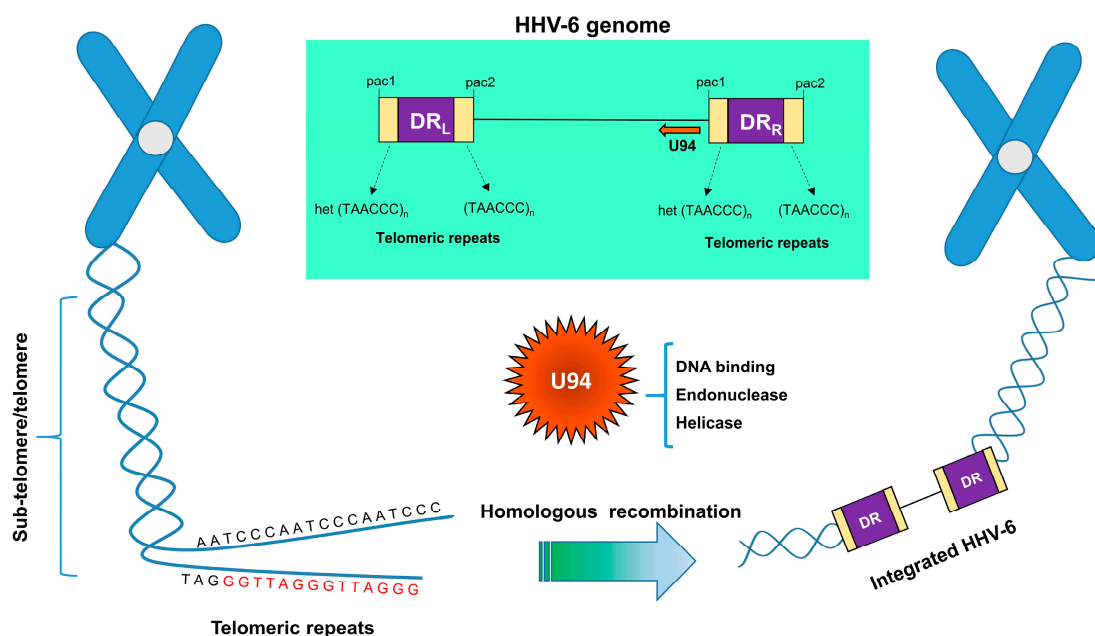 HHV-6 genome
pac1
pac2
pac1
pac2
DRL
DRR
U94
het (TAACCC)n
(TAACCC)n
het (TAACCC)n
(TAACCC)n
Telomeric repeats
Telomeric repeats
Sub-telomere/telomere
U94
DNA binding
Endonuclease
Helicase
AATCCCAATCCCAATCCC
TAGGGTTAGGGTTAGGG
Telomeric repeats
Homologous recombination
DR
DR
Integrated HHV-6